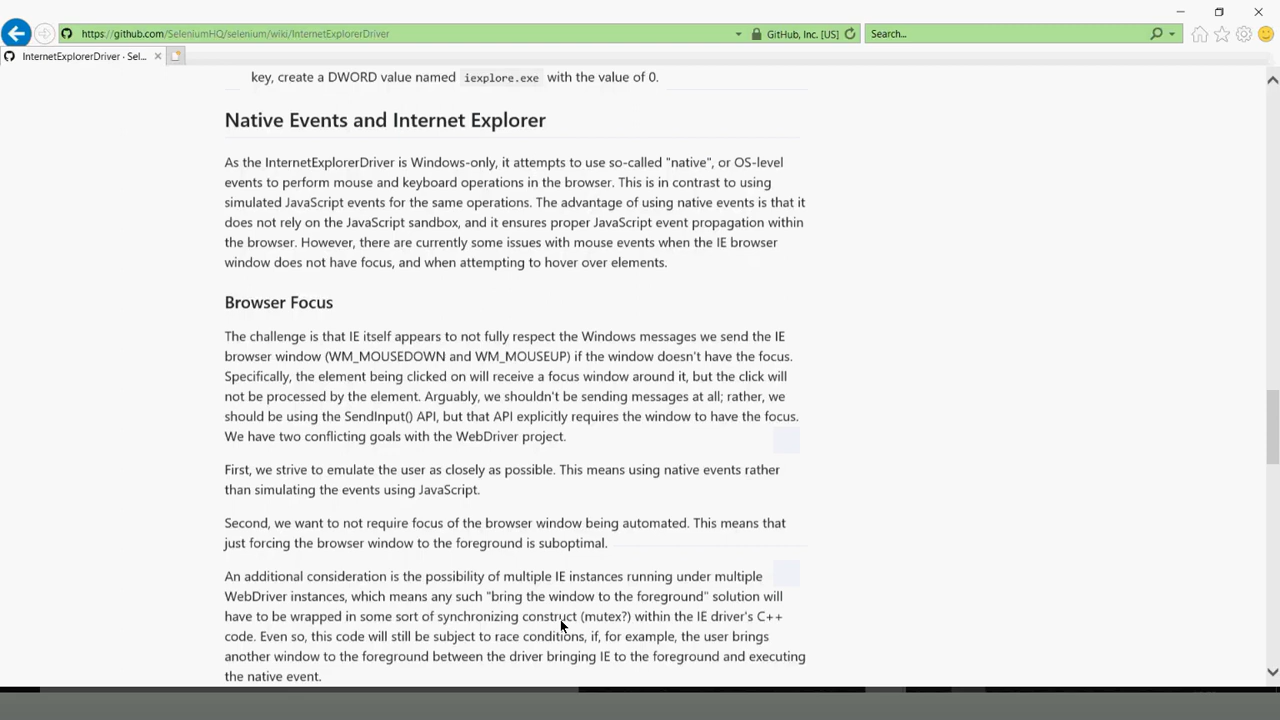 https://github.com/SeleniumHQ/selenium/wiki/InternetExplorerDriver
GitHub, Inc. [US]
Search...
InternetExplorerDriver · Sel...
key, create a DWORD value named iexplore.exe with the value of 0.
Native Events and Internet Explorer
As the InternetExplorerDriver is Windows-only, it attempts to use so-called "native", or OS-level
events to perform mouse and keyboard operations in the browser. This is in contrast to using
simulated JavaScript events for the same operations. The advantage of using native events is that it
does not rely on the JavaScript sandbox, and it ensures proper JavaScript event propagation within
the browser. However, there are currently some issues with mouse events when the IE browser
window does not have focus, and when attempting to hover over elements.
Browser Focus
The challenge is that IE itself appears to not fully respect the Windows messages we send the IE
browser window (WM_MOUSEDOWN and WM_MOUSEUP) if the window doesn't have the focus.
Specifically, the element being clicked on will receive a focus window around it, but the click will
not be processed by the element. Arguably, we shouldn't be sending messages at all; rather, we
should be using the SendInput() API, but that API explicitly requires the window to have the focus.
We have two conflicting goals with the WebDriver project.
First, we strive to emulate the user as closely as possible. This means using native events rather
than simulating the events using JavaScript.
Second, we want to not require focus of the browser window being automated. This means that
just forcing the browser window to the foreground is suboptimal.
An additional consideration is the possibility of multiple IE instances running under multiple
WebDriver instances, which means any such "bring the window to the foreground" solution will
have to be wrapped in some sort of synchronizing construct (mutex?) within the IE driver's C++
code. Even so, this code will still be subject to race conditions, if, for example, the user brings
another window to the foreground between the driver bringing IE to the foreground and executing
the native event.